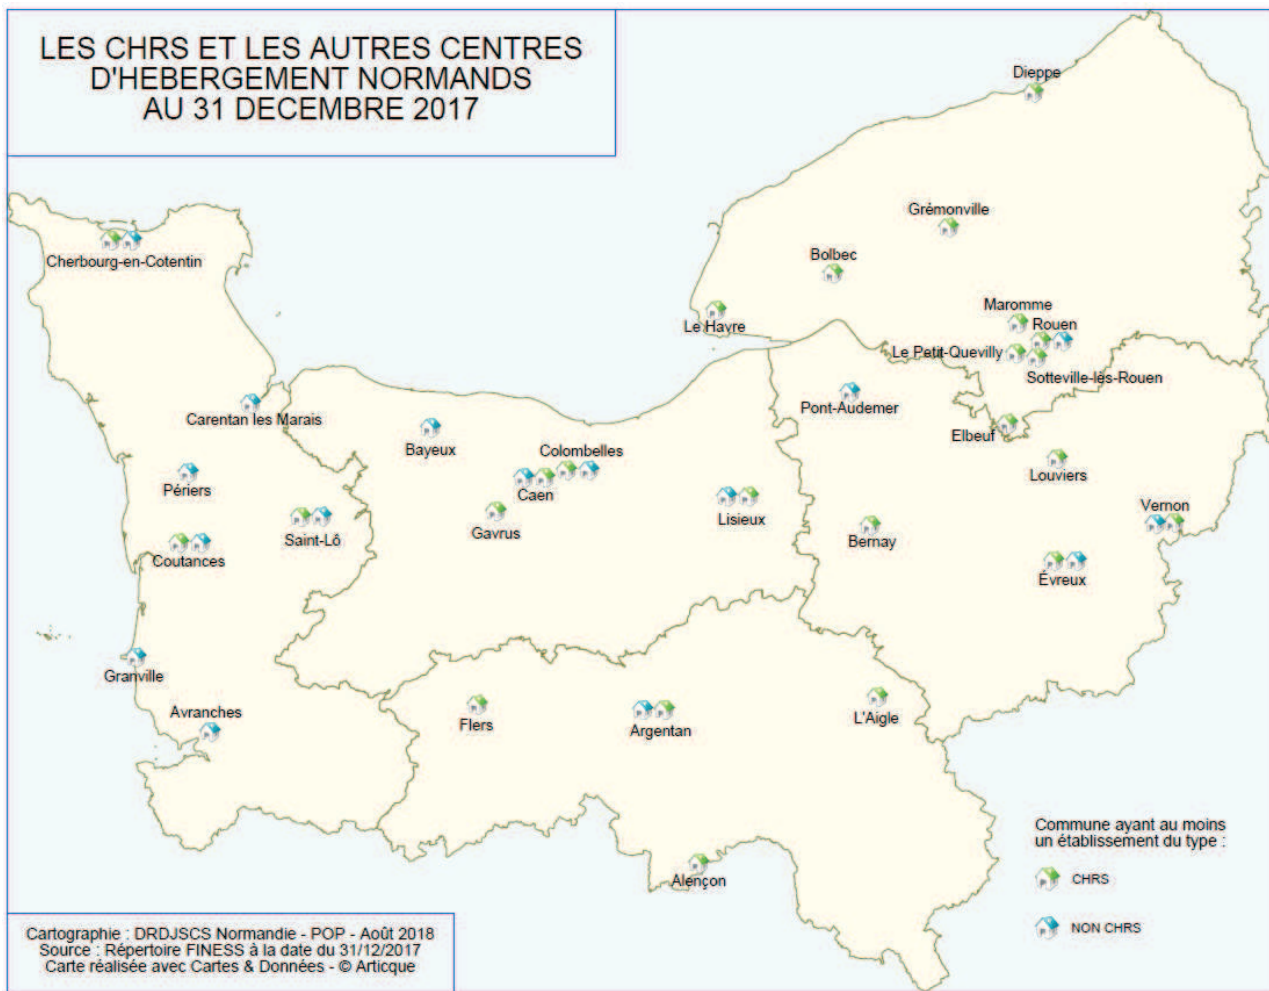 LES CHRS ET LES AUTRES CENTRES
D'HEBERGEMENT NORMANDS
AU 31 DECEMBRE 2017
Dieppe
Grémonville
Bolbec
Cherbourg-en-Cotentin
Maromme
Le Havre
Rouen
Le Petit-Quevilly
Sotteville-lès-Rouen
Carentan les Marais
Pont-Audemer
Bayeux
Elbeuf
Colombelles
Louviers
Périers
Caen
Vernon
Lisieux
Gavrus
Saint-Lô
Bernay
Coutances
Évreux
Granville
Avranches
Flers
Argentan
L'Aigle
Alençon
Commune ayant au moins
un établissement du type :
CHRS
NON CHRS
Cartographie : DRDJSCS Normandie - POP - Août 2018
Source : Répertoire FINESS à la date du 31/12/2017
Carte réalisée avec Cartes & Données - © Articque